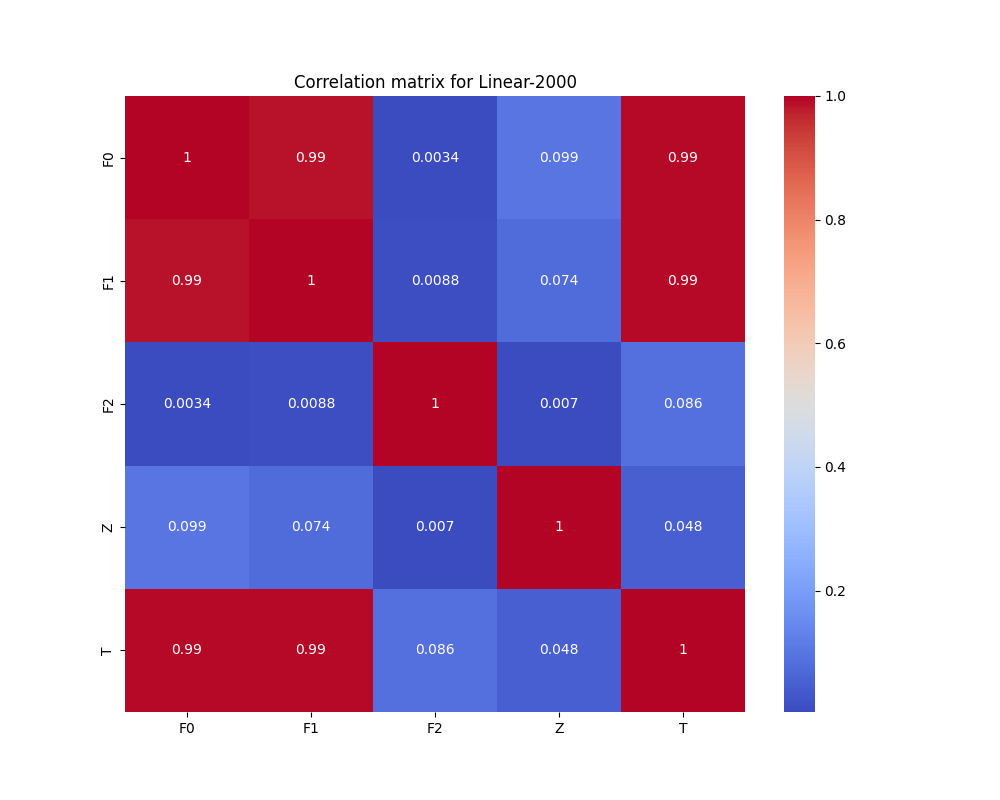 Correlation matrix for Linear-2000
F0 1 0.99 0.0034 0.099 0.99
F1 0.99 1 0.0088 0.074 0.99
F2 0.0034 0.0088 1 0.007 0.086
Z 0.099 0.074 0.007 1 0.048
T 0.99 0.99 0.086 0.048 1
F0 F1 F2 Z T
1.0
0.8
0.6
0.4
0.2